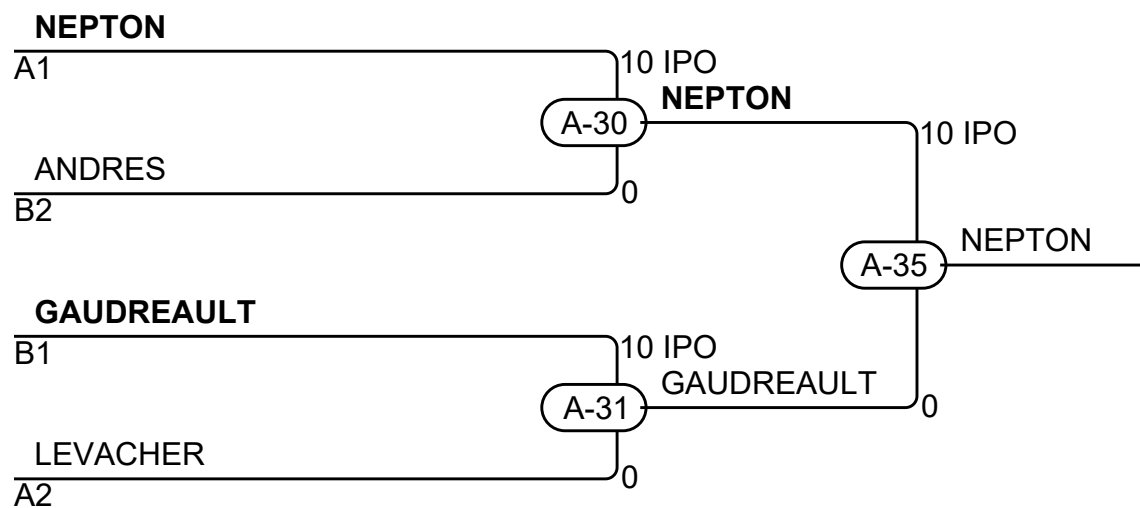 NEPTON
A1
10 IPO
NEPTON
A-30
10 IPO
ANDRES
0
B2
NEPTON
A-35
GAUDREAULT
B1
10 IPO
GAUDREAULT
A-31
0
LEVACHER
0
A2